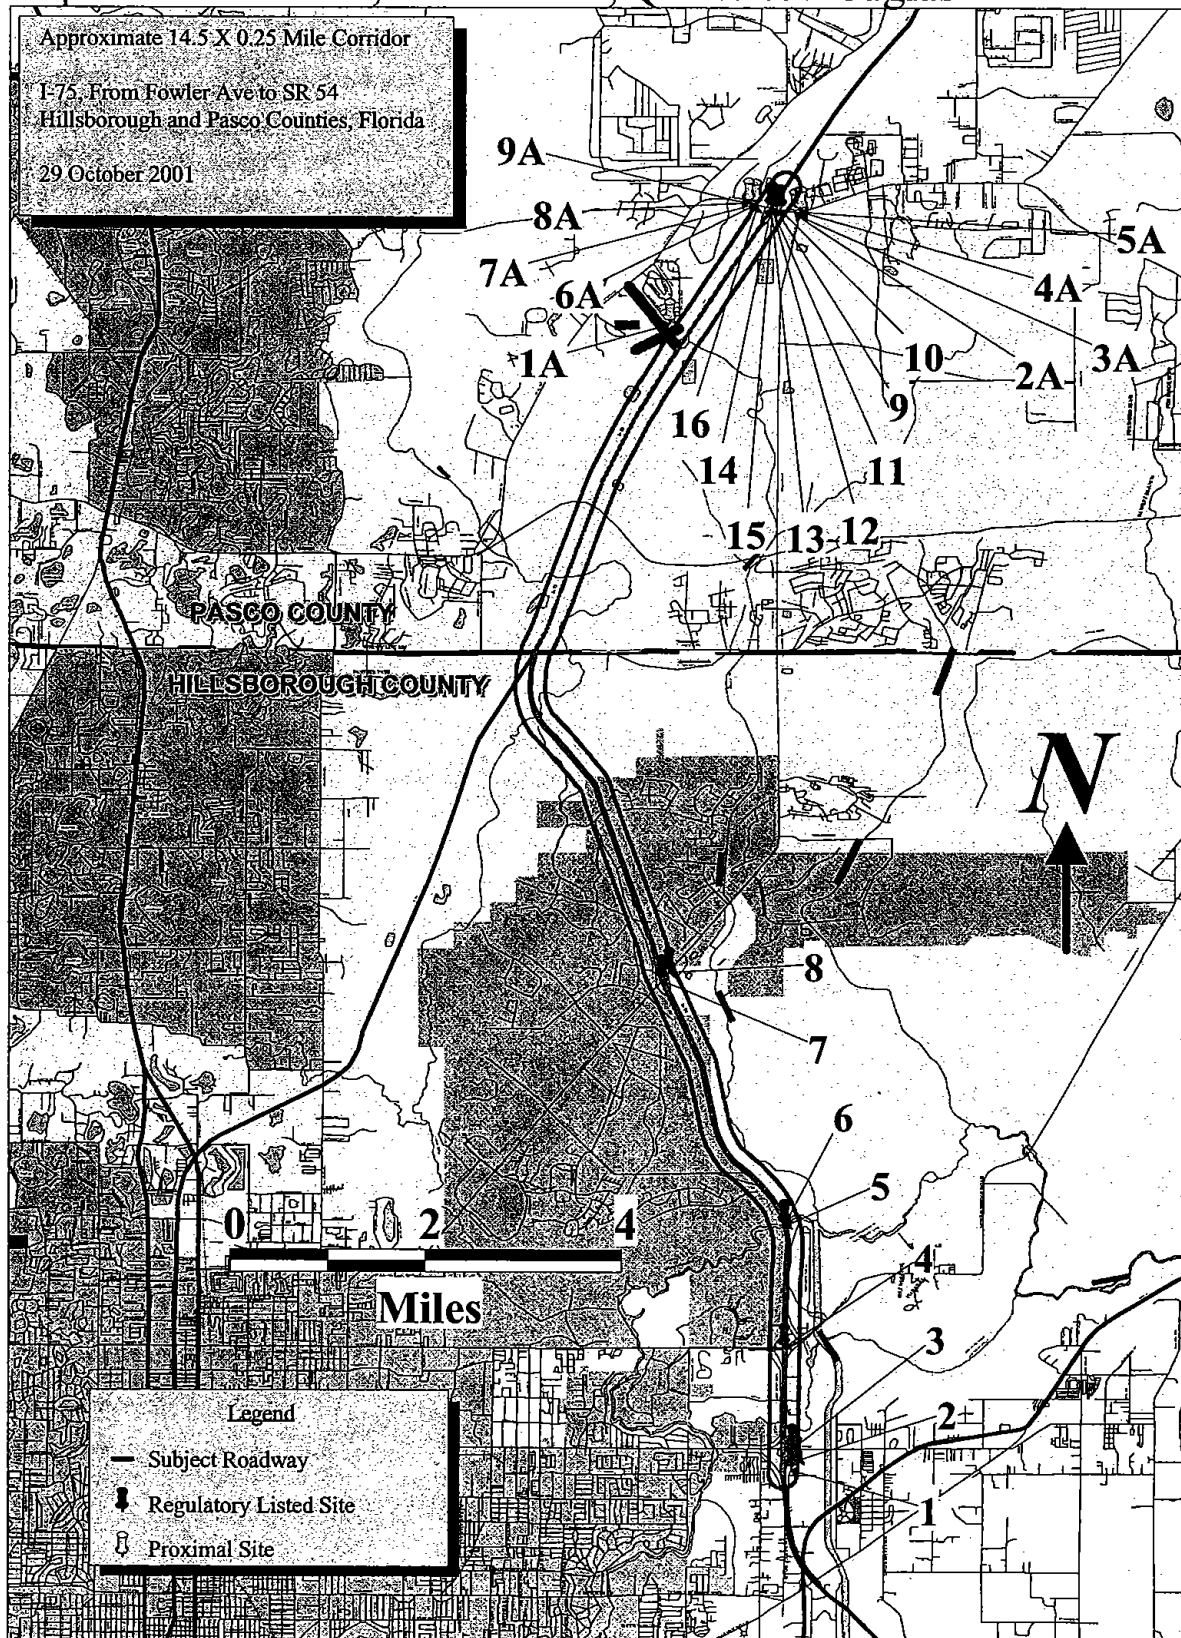 Approximate 14.5 X 0.25 Mile Corridor
I-75, From Fowler Ave to SR 54
Hillsborough and Pasco Counties, Florida
29 October 2001
9A
8A
7A
6A
1A
5A
4A
3A
2A
10
9
16
14
11
15
13
12
PASCO COUNTY
HILLSBOROUGH COUNTY
N
8
7
6
5
4
3
2
1
0 2 4
Miles
Legend
Subject Roadway
Regulatory Listed Site
Proximal Site